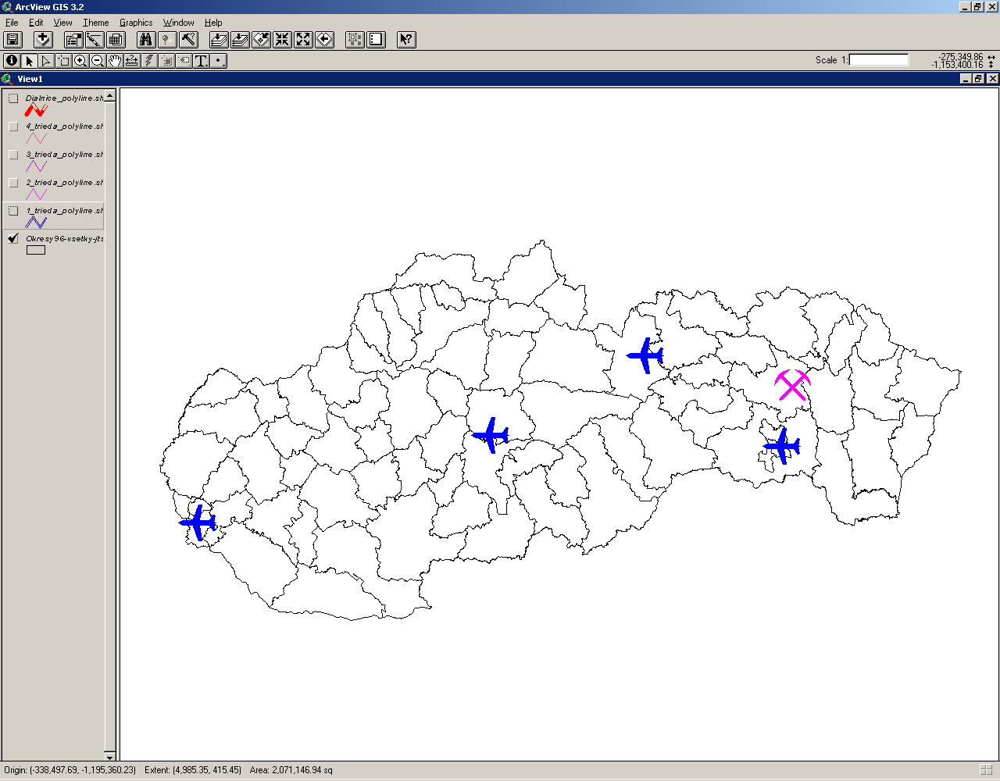 ArcView GIS 3.2
File Edit View Theme Graphics Window Help
Scale 1:
-275,349.86
-1,153,400.16
View1
Dialnice_polyline.sh
4_trieda_polyline.sh
3_trieda_polyline.sh
2_trieda_polyline.sh
1_trieda_polyline.sh
Okresy96-vsetky-jts
Origin: (-338,497.69, -1,195,360.23) Extent: (4,985.35, 415.45) Area: 2,071,146.94 sq